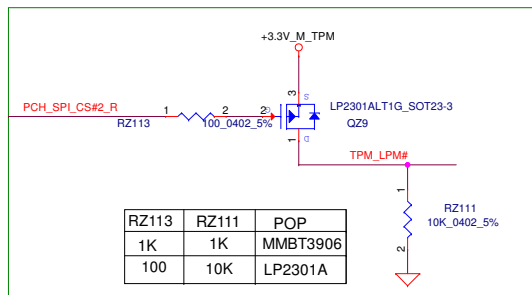 +3.3V_M_TPM
3
S
PCH_SPI_CS#2_R
1
2
2
G
LP2301ALT1G_SOT23-3
RZ113
100_0402_5%
QZ9
1
D
TPM_LPM#
1
RZ111
10K_0402_5%
2
RZ113 RZ111 POP
1K 1K MMBT3906
100 10K LP2301A